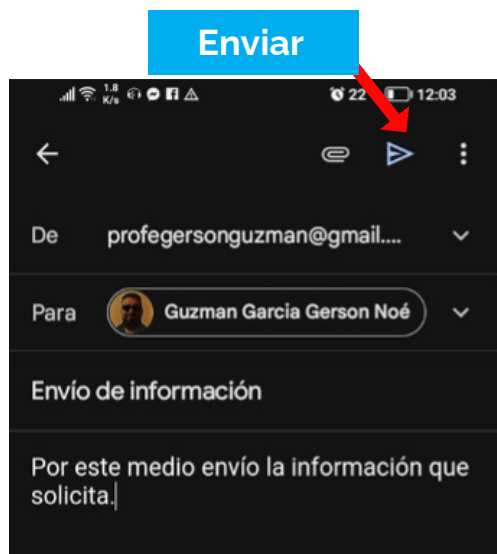 Enviar
1.8 K/s 22 12:03
De profegersonguzman@gmail....
Para Guzman Garcia Gerson Noé
Envío de información
Por este medio envío la información que
solicita.